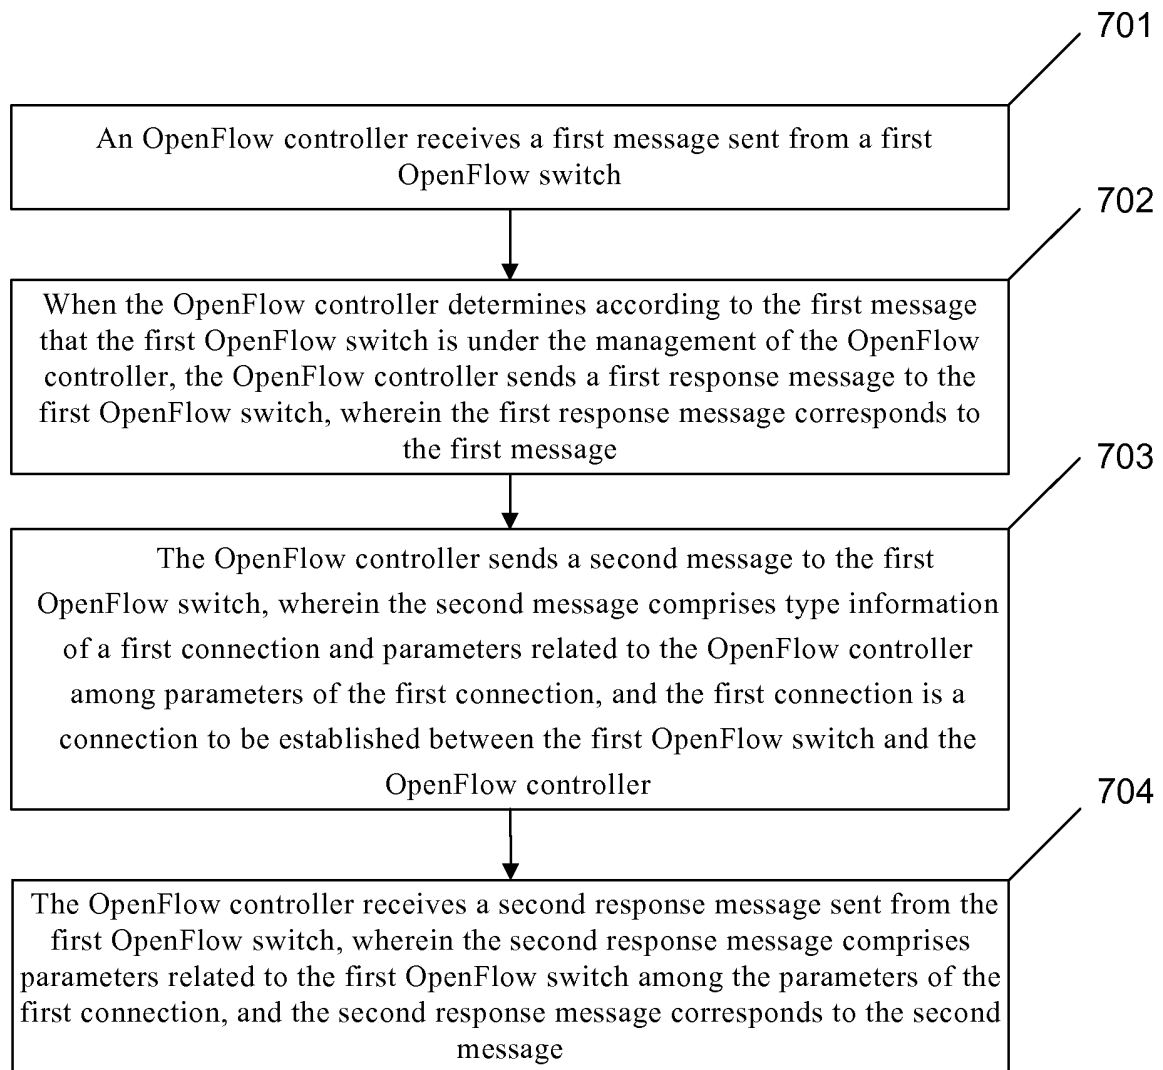 701
An OpenFlow controller receives a first message sent from a first
OpenFlow switch
702
When the OpenFlow controller determines according to the first message
that the first OpenFlow switch is under the management of the OpenFlow
controller, the OpenFlow controller sends a first response message to the
first OpenFlow switch, wherein the first response message corresponds to
the first message
703
The OpenFlow controller sends a second message to the first
OpenFlow switch, wherein the second message comprises type information
of a first connection and parameters related to the OpenFlow controller
among parameters of the first connection, and the first connection is a
connection to be established between the first OpenFlow switch and the
OpenFlow controller
704
The OpenFlow controller receives a second response message sent from the
first OpenFlow switch, wherein the second response message comprises
parameters related to the first OpenFlow switch among the parameters of the
first connection, and the second response message corresponds to the second
message